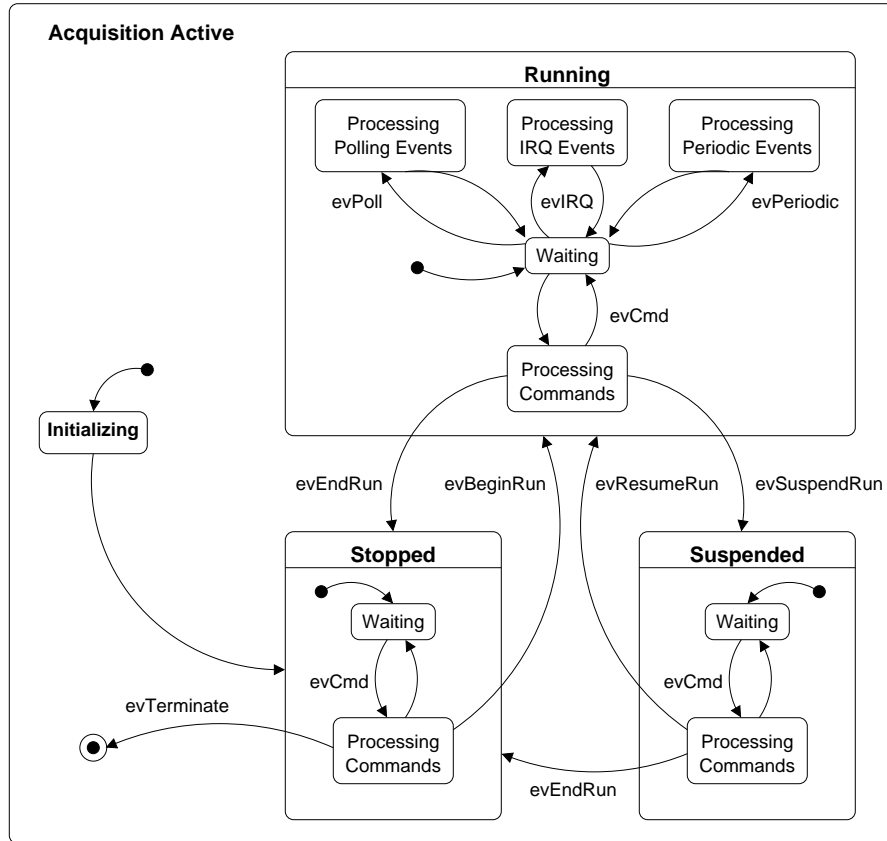 Acquisition Active
Running
Processing
Polling Events
Processing
IRQ Events
Processing
Periodic Events
evPoll
evIRQ
evPeriodic
Waiting
evCmd
Processing
Commands
Initializing
evEndRun
evBeginRun
evResumeRun
evSuspendRun
Stopped
Waiting
evCmd
Processing
Commands
Suspended
Waiting
evCmd
Processing
Commands
evTerminate
evEndRun